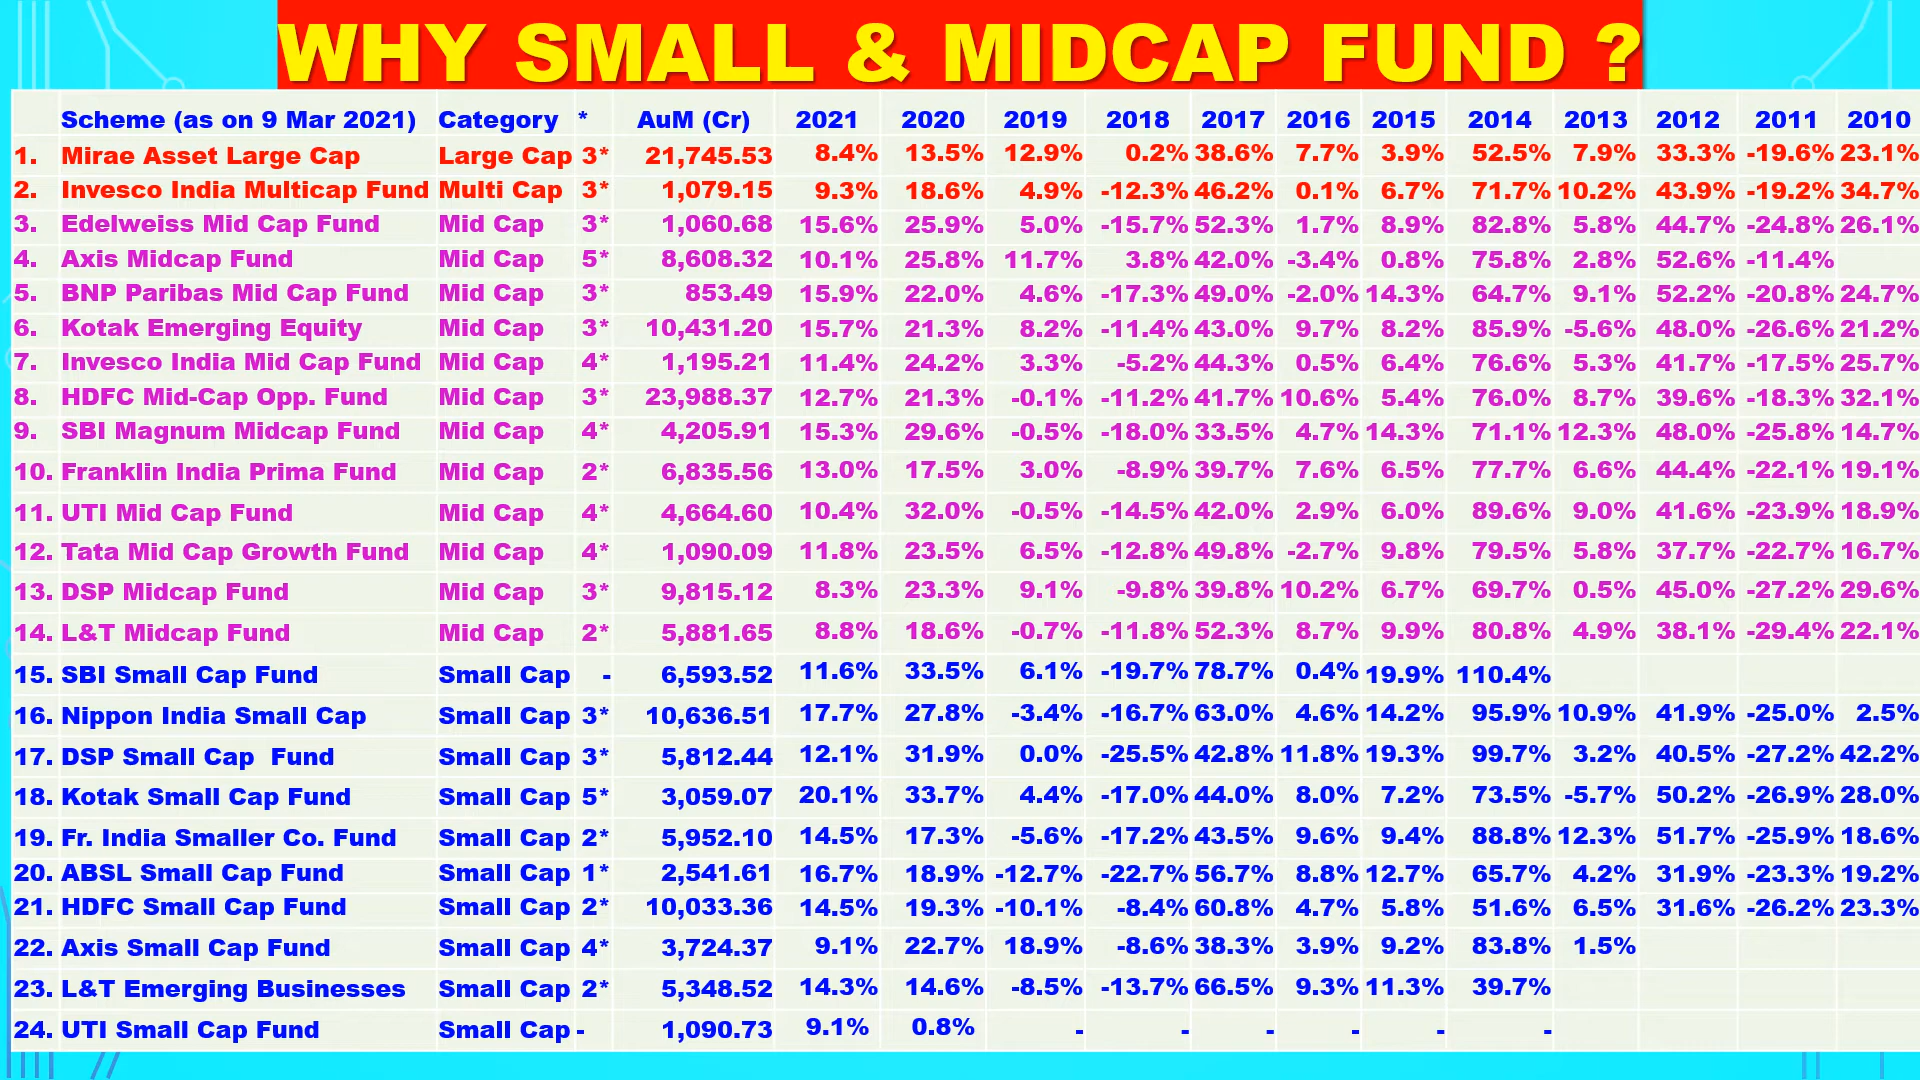 WHY SMALL & MIDCAP FUND ?
Scheme (as on 9 Mar 2021) Category * AuM (Cr) 2021 2020 2019 2018 2017 2016 2015 2014 2013 2012 2011 2010
1. Mirae Asset Large Cap Large Cap 3* 21,745.53 8.4% 13.5% 12.9% 0.2% 38.6% 7.7% 3.9% 52.5% 7.9% 33.3% -19.6% 23.1%
2. Invesco India Multicap Fund Multi Cap 3* 1,079.15 9.3% 18.6% 4.9% -12.3% 46.2% 0.1% 6.7% 71.7% 10.2% 43.9% -19.2% 34.7%
3. Edelweiss Mid Cap Fund Mid Cap 3* 1,060.68 15.6% 25.9% 5.0% -15.7% 52.3% 1.7% 8.9% 82.8% 5.8% 44.7% -24.8% 26.1%
4. Axis Midcap Fund Mid Cap 5* 8,608.32 10.1% 25.8% 11.7% 3.8% 42.0% -3.4% 0.8% 75.8% 2.8% 52.6% -11.4%
5. BNP Paribas Mid Cap Fund Mid Cap 3* 853.49 15.9% 22.0% 4.6% -17.3% 49.0% -2.0% 14.3% 64.7% 9.1% 52.2% -20.8% 24.7%
6. Kotak Emerging Equity Mid Cap 3* 10,431.20 15.7% 21.3% 8.2% -11.4% 43.0% 9.7% 8.2% 85.9% -5.6% 48.0% -26.6% 21.2%
7. Invesco India Mid Cap Fund Mid Cap 4* 1,195.21 11.4% 24.2% 3.3% -5.2% 44.3% 0.5% 6.4% 76.6% 5.3% 41.7% -17.5% 25.7%
8. HDFC Mid-Cap Opp. Fund Mid Cap 3* 23,988.37 12.7% 21.3% -0.1% -11.2% 41.7% 10.6% 5.4% 76.0% 8.7% 39.6% -18.3% 32.1%
9. SBI Magnum Midcap Fund Mid Cap 4* 4,205.91 15.3% 29.6% -0.5% -18.0% 33.5% 4.7% 14.3% 71.1% 12.3% 48.0% -25.8% 14.7%
10. Franklin India Prima Fund Mid Cap 2* 6,835.56 13.0% 17.5% 3.0% -8.9% 39.7% 7.6% 6.5% 77.7% 6.6% 44.4% -22.1% 19.1%
11. UTI Mid Cap Fund Mid Cap 4* 4,664.60 10.4% 32.0% -0.5% -14.5% 42.0% 2.9% 6.0% 89.6% 9.0% 41.6% -23.9% 18.9%
12. Tata Mid Cap Growth Fund Mid Cap 4* 1,090.09 11.8% 23.5% 6.5% -12.8% 49.8% -2.7% 9.8% 79.5% 5.8% 37.7% -22.7% 16.7%
13. DSP Midcap Fund Mid Cap 3* 9,815.12 8.3% 23.3% 9.1% -9.8% 39.8% 10.2% 6.7% 69.7% 0.5% 45.0% -27.2% 29.6%
14. L&T Midcap Fund Mid Cap 2* 5,881.65 8.8% 18.6% -0.7% -11.8% 52.3% 8.7% 9.9% 80.8% 4.9% 38.1% -29.4% 22.1%
15. SBI Small Cap Fund Small Cap - 6,593.52 11.6% 33.5% 6.1% -19.7% 78.7% 0.4% 19.9% 110.4%
16. Nippon India Small Cap Small Cap 3* 10,636.51 17.7% 27.8% -3.4% -16.7% 63.0% 4.6% 14.2% 95.9% 10.9% 41.9% -25.0% 2.5%
17. DSP Small Cap  Fund Small Cap 3* 5,812.44 12.1% 31.9% 0.0% -25.5% 42.8% 11.8% 19.3% 99.7% 3.2% 40.5% -27.2% 42.2%
18. Kotak Small Cap Fund Small Cap 5* 3,059.07 20.1% 33.7% 4.4% -17.0% 44.0% 8.0% 7.2% 73.5% -5.7% 50.2% -26.9% 28.0%
19. Fr. India Smaller Co. Fund Small Cap 2* 5,952.10 14.5% 17.3% -5.6% -17.2% 43.5% 9.6% 9.4% 88.8% 12.3% 51.7% -25.9% 18.6%
20. ABSL Small Cap Fund Small Cap 1* 2,541.61 16.7% 18.9% -12.7% -22.7% 56.7% 8.8% 12.7% 65.7% 4.2% 31.9% -23.3% 19.2%
21. HDFC Small Cap Fund Small Cap 2* 10,033.36 14.5% 19.3% -10.1% -8.4% 60.8% 4.7% 5.8% 51.6% 6.5% 31.6% -26.2% 23.3%
22. Axis Small Cap Fund Small Cap 4* 3,724.37 9.1% 22.7% 18.9% -8.6% 38.3% 3.9% 9.2% 83.8% 1.5%
23. L&T Emerging Businesses Small Cap 2* 5,348.52 14.3% 14.6% -8.5% -13.7% 66.5% 9.3% 11.3% 39.7%
24. UTI Small Cap Fund Small Cap - 1,090.73 9.1% 0.8% - - - - - -